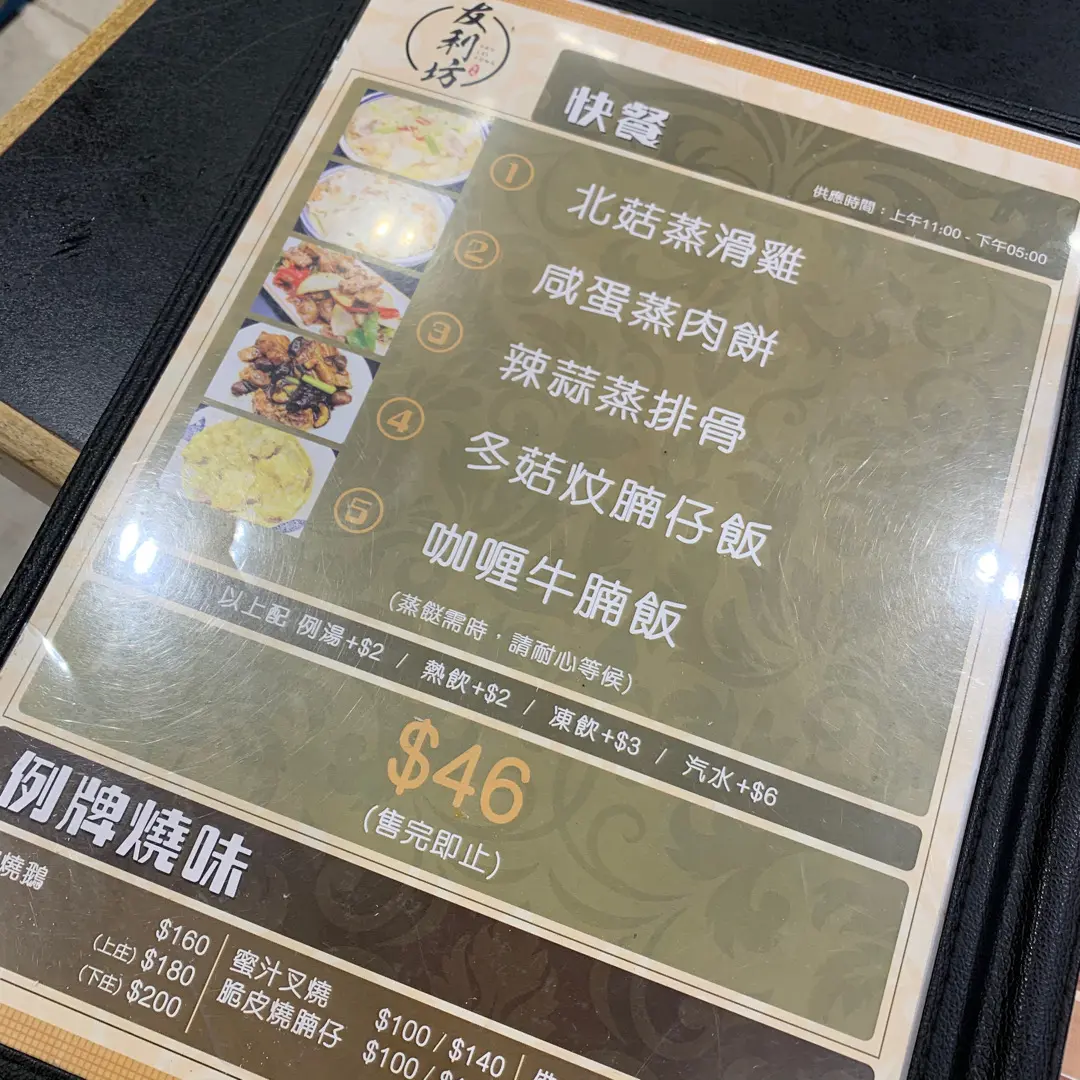 友利坊
快餐
供應時間：上午11:00 - 下午05:00
1 北菇蒸滑雞
2 咸蛋蒸肉餅
3 辣蒜蒸排骨
4 冬菇炆腩仔飯
5 咖喱牛腩飯
(蒸餸需時，請耐心等候)
以上配 例湯+$2 / 熱飲+$2 / 凍飲+$3 / 汽水+$6
$46
(售完即止)
例牌燒味
燒鵝
$160
(上庄) $180
(下庄) $200
蜜汁叉燒 $100 / $140
脆皮燒腩仔 $100 /